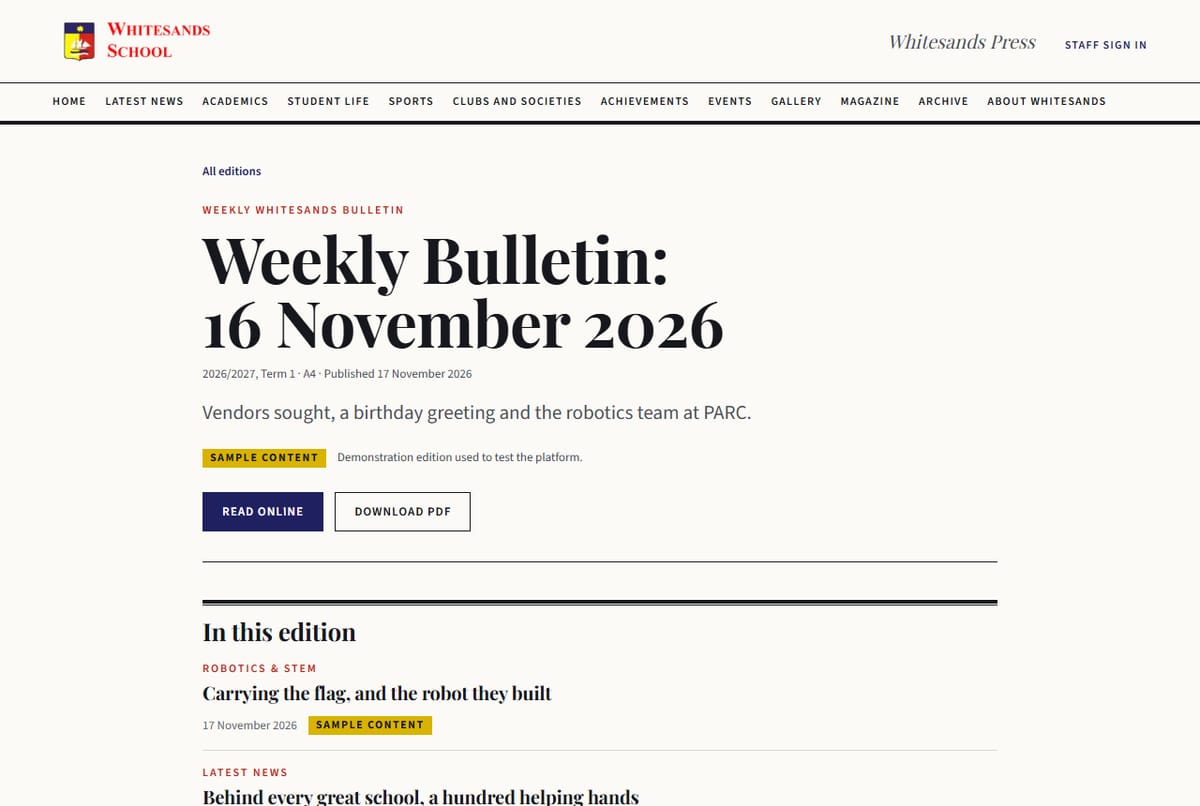 WHITESANDS
SCHOOL
Whitesands Press
STAFF SIGN IN
HOME LATEST NEWS ACADEMICS STUDENT LIFE SPORTS CLUBS AND SOCIETIES ACHIEVEMENTS EVENTS GALLERY MAGAZINE ARCHIVE ABOUT WHITESANDS
All editions
WEEKLY WHITESANDS BULLETIN
Weekly Bulletin:
16 November 2026
2026/2027, Term 1 · A4 · Published 17 November 2026
Vendors sought, a birthday greeting and the robotics team at PARC.
SAMPLE CONTENT Demonstration edition used to test the platform.
READ ONLINE DOWNLOAD PDF
In this edition
ROBOTICS & STEM
Carrying the flag, and the robot they built
17 November 2026 SAMPLE CONTENT
LATEST NEWS
Behind every great school, a hundred helping hands